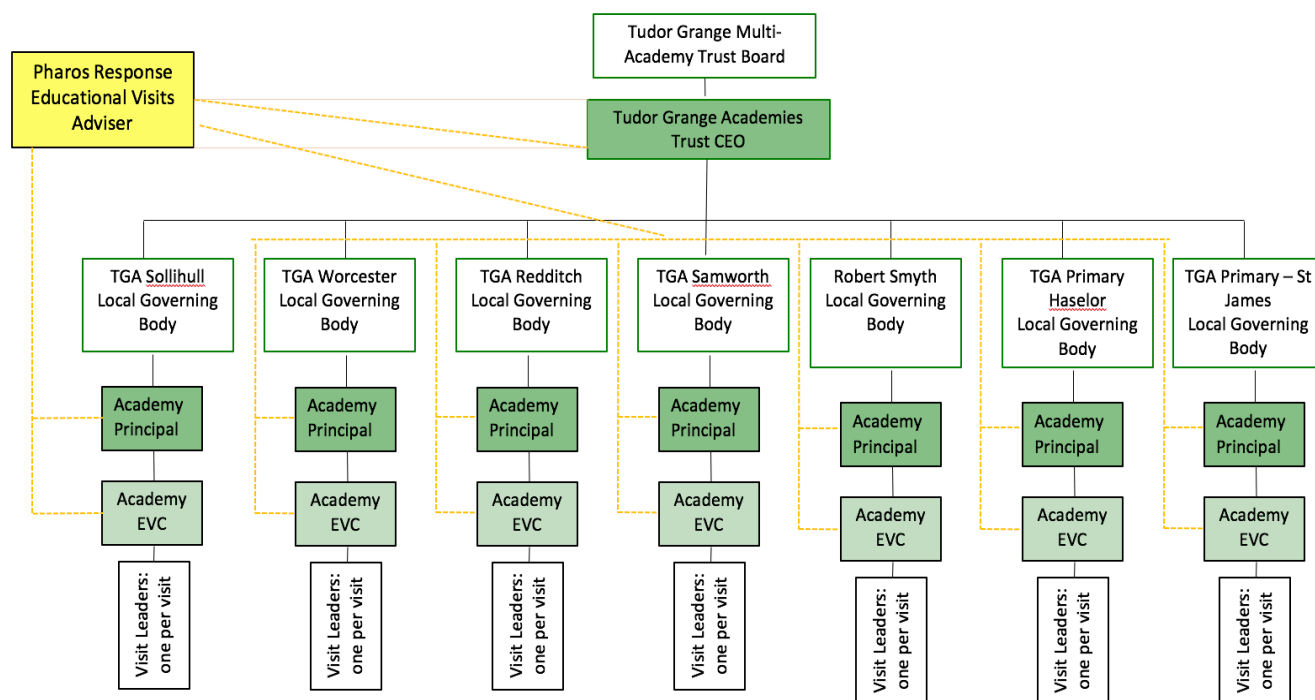 Tudor Grange Multi-
Academy Trust Board
Pharos Response
Educational Visits
Adviser
Tudor Grange Academies
Trust CEO
TGA Sollihull
Local Governing
Body
TGA Worcester
Local Governing
Body
TGA Redditch
Local Governing
Body
TGA Samworth
Local Governing
Body
Robert Smyth
Local Governing
Body
TGA Primary
Haselor
Local Governing
Body
TGA Primary – St
James
Local Governing
Body
Academy
Principal
Academy
Principal
Academy
Principal
Academy
Principal
Academy
Principal
Academy
Principal
Academy
Principal
Academy
EVC
Academy
EVC
Academy
EVC
Academy
EVC
Academy
EVC
Academy
EVC
Academy
EVC
Visit Leaders:
one per visit
Visit Leaders:
one per visit
Visit Leaders:
one per visit
Visit Leaders:
one per visit
Visit Leaders:
one per visit
Visit Leaders:
one per visit
Visit Leaders:
one per visit